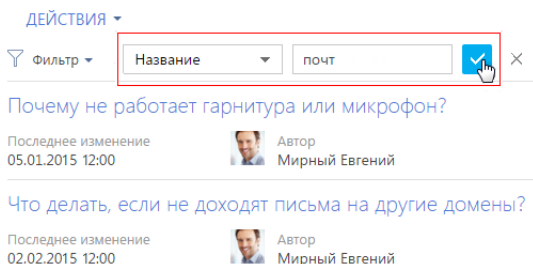 ДЕЙСТВИЯ
Фильтр Название почт
Почему не работает гарнитура или микрофон?
Последнее изменение Автор
05.01.2015 12:00 Мирный Евгений
Что делать, если не доходят письма на другие домены?
Последнее изменение Автор
02.02.2015 12:00 Мирный Евгений